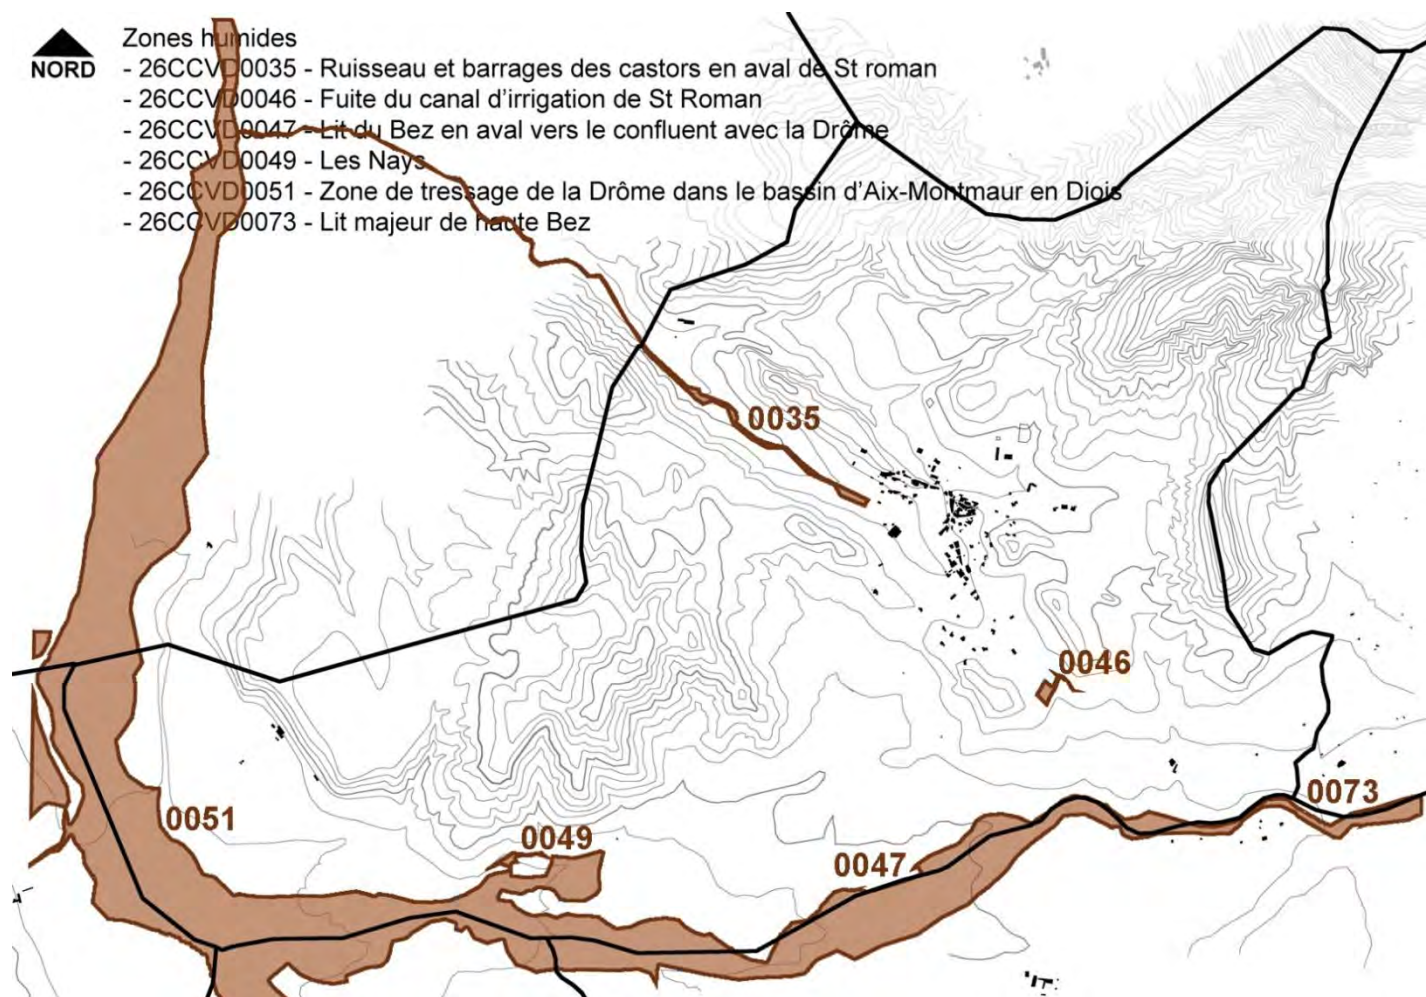 Zones humides
NORD
- 26CCVD0035 - Ruisseau et barrages des castors en aval de St roman
- 26CCVD0046 - Fuite du canal d'irrigation de St Roman
- 26CCVD0047 - Lit du Bez en aval vers le confluent avec la Drôme
- 26CCVD0049 - Les Nays
- 26CCVD0051 - Zone de tressage de la Drôme dans le bassin d'Aix-Montmaur en Diois
- 26CCVD0073 - Lit majeur de haute Bez
0035
0046
0073
0051
0049
0047